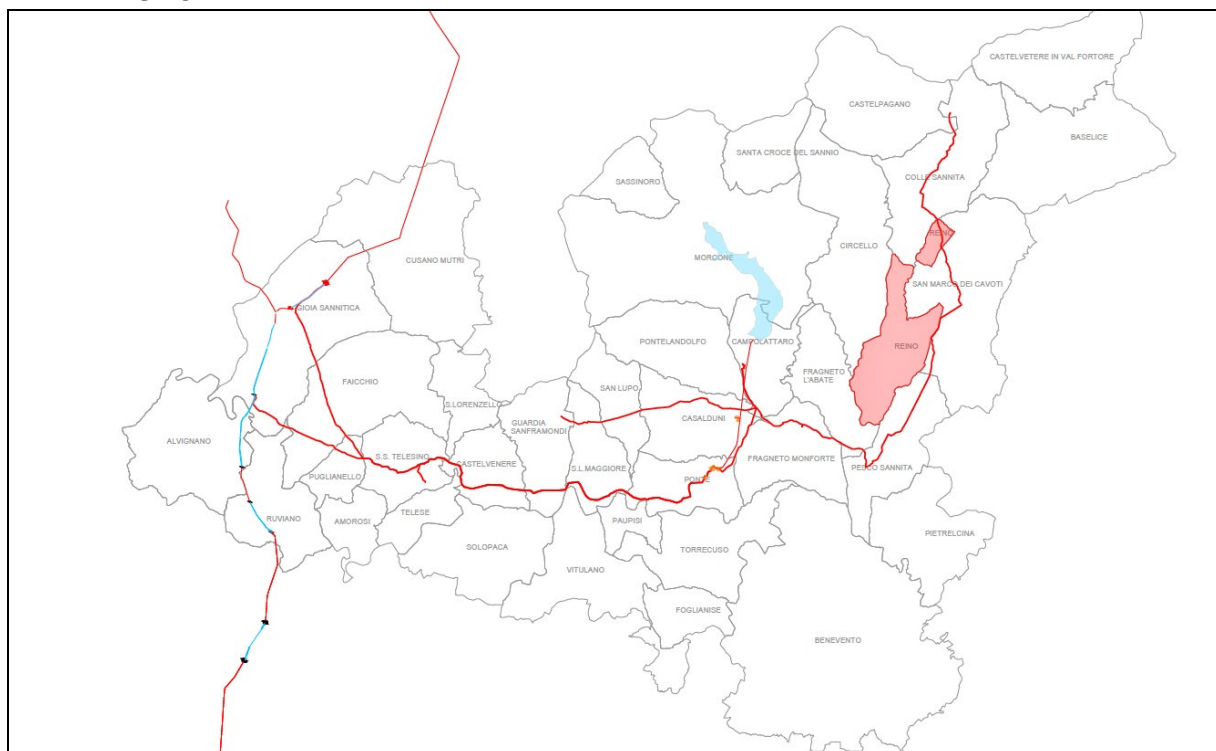 CASTELVETERE IN VAL FORTORE
CASTELPAGANO
BASELICE
SANTA CROCE DEL SANNIO
COLLE SANNITA
SASSINORO
REINO
CIRCELLO
MORCONE
CUSANO MUTRI
SAN MARCO DEI CAVOTI
GIOIA SANNITICA
PONTELANDOLFO
CAMPOLATTARO
REINO
FRAGNETO
L'ABATE
FAICCHIO
SAN LUPO
S.LORENZELLO
CASALDUNI
GUARDIA
SANFRAMONDI
ALVIGNANO
S.S. TELESINO
CASTELVENERE
S.L.MAGGIORE
FRAGNETO MONFORTE
PESCO SANNITA
PUGLIANELLO
PONTE
TELESE
RUVIANO
AMOROSI
PAUPISI
PIETRELCINA
SOLOPACA
TORRECUSO
VITULANO
FOGLIANISE
BENEVENTO